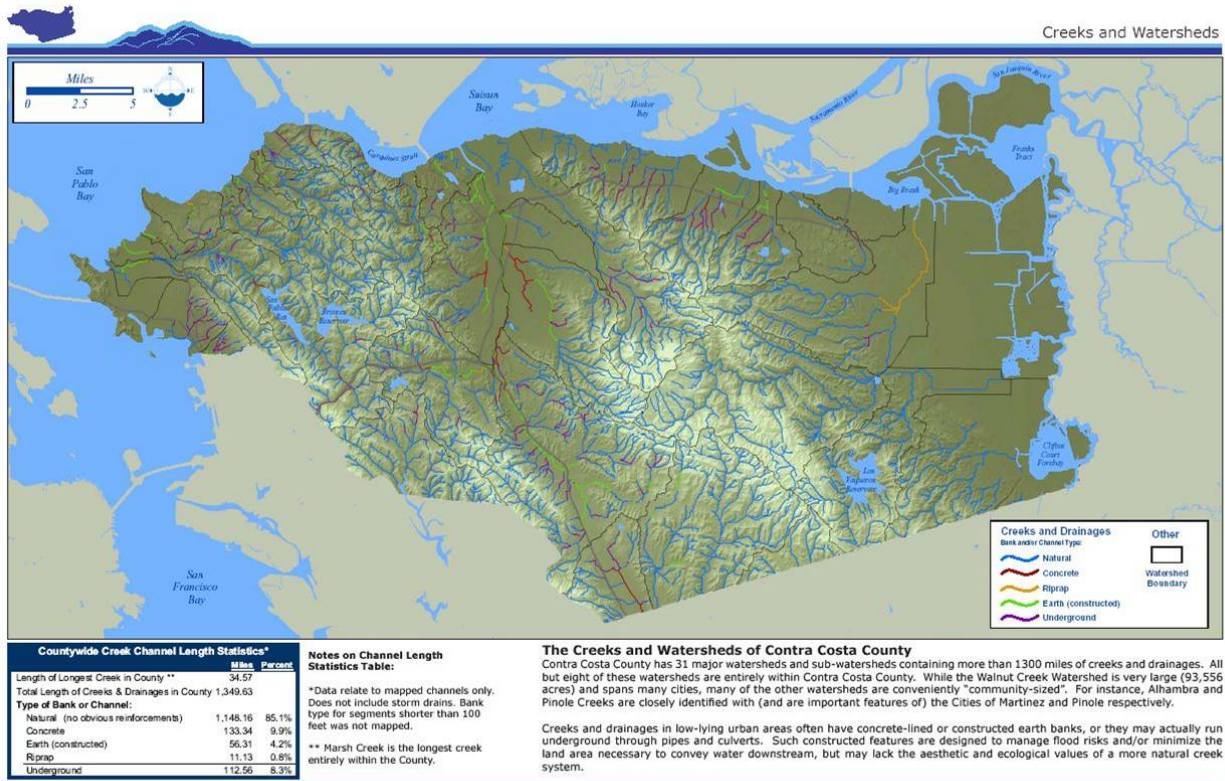 Creeks and Watersheds
Miles
0 2.5 5
N
W E
S
San Joaquin River
Suisun
Bay
Honker
Bay
Sacramento River
San
Pablo
Bay
Carquinez Strait
Franks
Tract
Big Break
San
Pablo
Res
Briones
Reservoir
Clifton
Court
Forebay
Los
Vaqueros
Reservoir
San
Francisco
Bay
Creeks and Drainages
Bank and/or Channel Type:
Natural
Concrete
Riprap
Earth (constructed)
Underground
Other
Watershed
Boundary
Countywide Creek Channel Length Statistics*
Miles Percent
Length of Longest Creek in County ** 34.57
Total Length of Creeks & Drainages in County 1,349.63
Type of Bank or Channel:
Natural (no obvious reinforcements) 1,148.16 85.1%
Concrete 133.34 9.9%
Earth (constructed) 56.31 4.2%
Riprap 11.13 0.8%
Underground 112.56 8.3%
Notes on Channel Length
Statistics Table:
*Data relate to mapped channels only.
Does not include storm drains. Bank
type for segments shorter than 100
feet was not mapped.
** Marsh Creek is the longest creek
entirely within the County.
The Creeks and Watersheds of Contra Costa County
Contra Costa County has 31 major watersheds and sub-watersheds containing more than 1300 miles of creeks and drainages. All
but eight of these watersheds are entirely within Contra Costa County. While the Walnut Creek Watershed is very large (93,556
acres) and spans many cities, many of the other watersheds are conveniently "community-sized". For instance, Alhambra and
Pinole Creeks are closely identified with (and are important features of) the Cities of Martinez and Pinole respectively.
Creeks and drainages in low-lying urban areas often have concrete-lined or constructed earth banks, or they may actually run
underground through pipes and culverts. Such constructed features are designed to manage flood risks and/or minimize the
land area necessary to convey water downstream, but may lack the aesthetic and ecological values of a more natural creek
system.